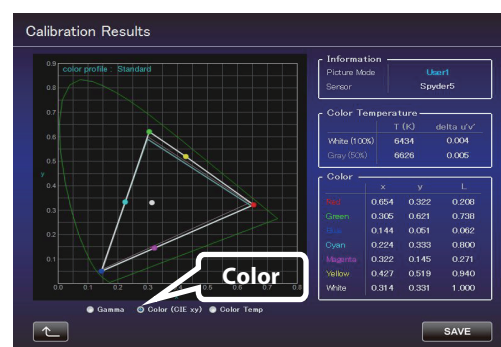 Calibration Results
color profile : Standard
0.9
0.8
0.7
0.6
0.5
0.4
0.3
0.2
0.1
y
0.0 0.1 0.2 0.3 0.4 0.5 0.6 0.7 0.8
Color
Gamma Color (CIE xy) Color Temp
Information
Picture Mode User1
Sensor Spyder5
Color Temperature
T (K) delta u'v'
White (100%) 6434 0.004
Gray (50%) 6626 0.005
Color
x y L
Red 0.654 0.322 0.208
Green 0.305 0.621 0.738
Blue 0.144 0.051 0.062
Cyan 0.224 0.333 0.800
Magenta 0.322 0.145 0.271
Yellow 0.427 0.519 0.940
White 0.314 0.331 1.000
SAVE